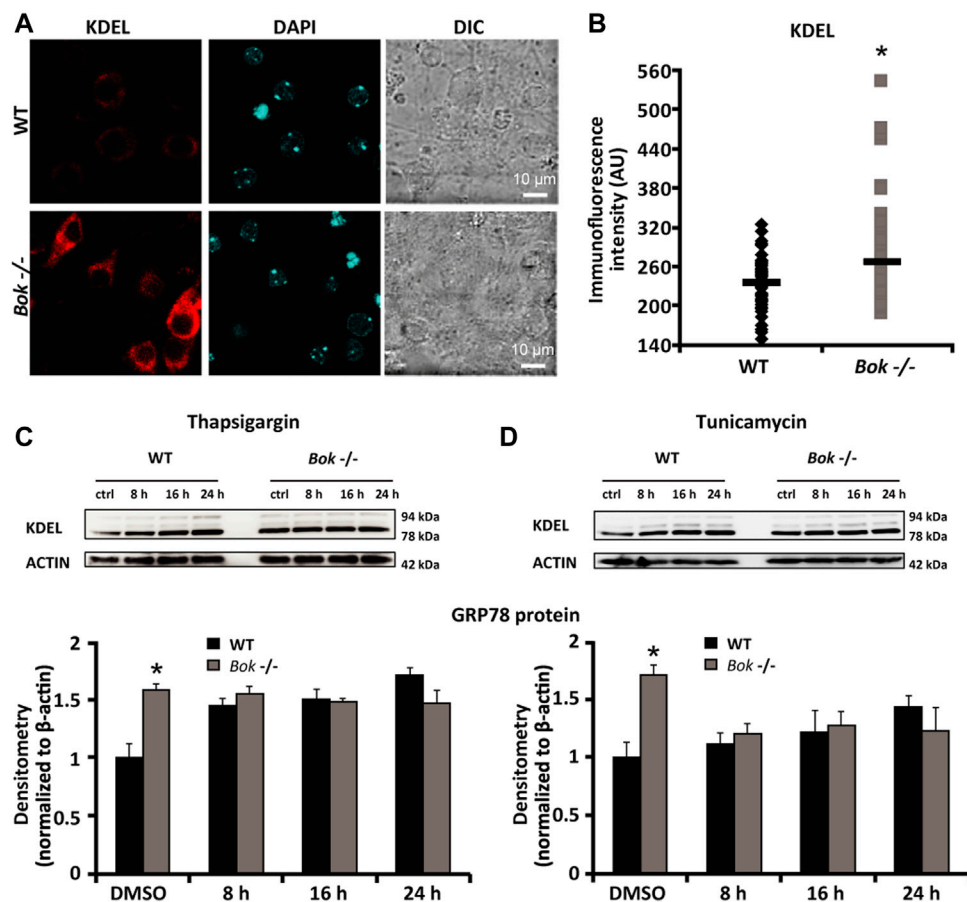 A
KDEL
DAPI
DIC
WT
10 µm
Bok -/-
10 µm
B
KDEL
*
Immunofluorescence
intensity (AU)
560
500
440
380
320
260
200
140
WT
Bok -/-
C
Thapsigargin
WT
Bok -/-
ctrl 8 h 16 h 24 h
ctrl 8 h 16 h 24 h
KDEL
94 kDa
78 kDa
ACTIN
42 kDa
D
Tunicamycin
WT
Bok -/-
ctrl 8 h 16 h 24 h
ctrl 8 h 16 h 24 h
KDEL
94 kDa
78 kDa
ACTIN
42 kDa
GRP78 protein
Densitometry
(normalized to β-actin)
2
1.5
1
0.5
0
WT
Bok -/-
*
DMSO 8 h 16 h 24 h
Densitometry
(normalized to β-actin)
2
1.5
1
0.5
0
WT
Bok -/-
*
DMSO 8 h 16 h 24 h